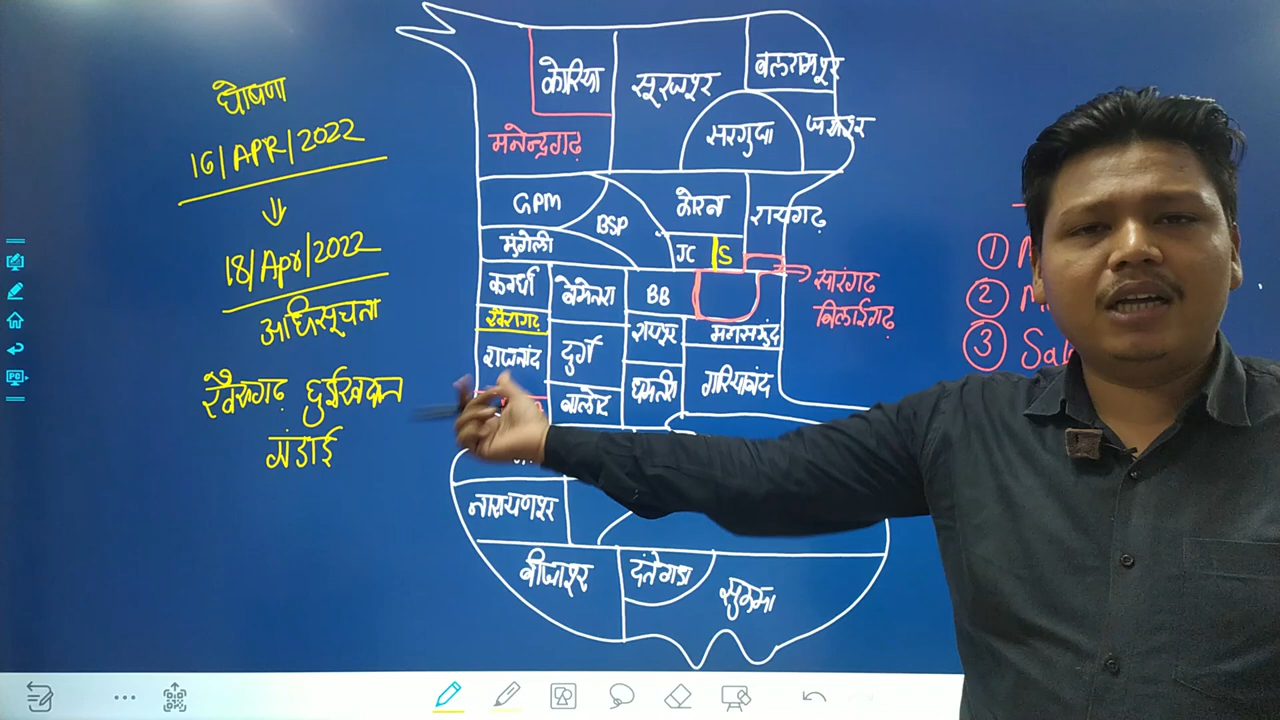 घोषणा
16/APR/2022
18/Apr/2022
अधिसूचना
खैरागढ़ छुईखदान
गंडई
कोरिया
सूरजपुर
बलरामपुर
मनेन्द्रगढ़
सरगुजा
जशपुर
GPM
BSP
कोरबा
रायगढ़
मुंगेली
JC
S
कवर्धा
बेमेतरा
BB
सारंगढ़
बिलाईगढ़
खैरागढ़
रायपुर
महासमुंद
राजनांद
दुर्ग
धमतरी
गरियाबंद
बालोद
नारायणपुर
बीजापुर
दंतेवाड़ा
सुकमा
① M
② M
③ Sa